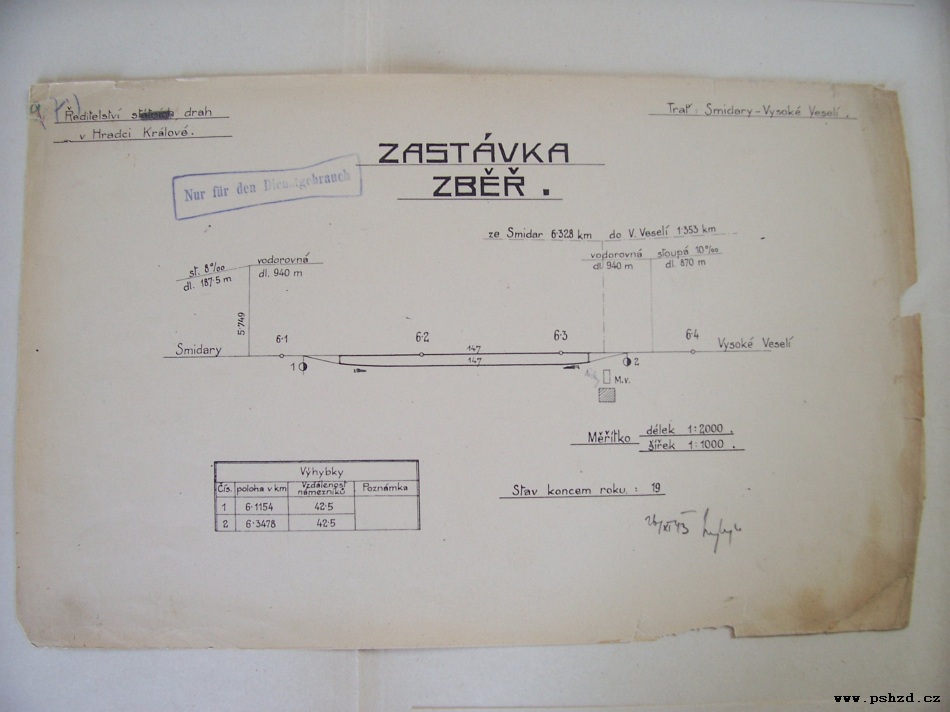 Ředitelství drah
v Hradci Králové.
Trať: Smidary-Vysoké Veselí.
ZASTÁVKA
ZBĚŘ.
Nur für den Dienstgebrauch
ze Smidar 6·328 km do V. Veselí 1·353 km
st. 8‰
dl. 187·5 m
vodorovná
dl. 940 m
vodorovná
dl. 940 m
stoupá 10‰
dl. 870 m
5·749
Smidary
6·1
6·2
6·3
6·4
Vysoké Veselí
147
147
1
2
M.v.
Měřítko délek 1:2000.
šířek 1:1000.
Výhybky
Čís. poloha v km Vzdálenost námezníků Poznámka
1 6·1154 42·5
2 6·3478 42·5
Stav koncem roku: 19
www.pshzd.cz